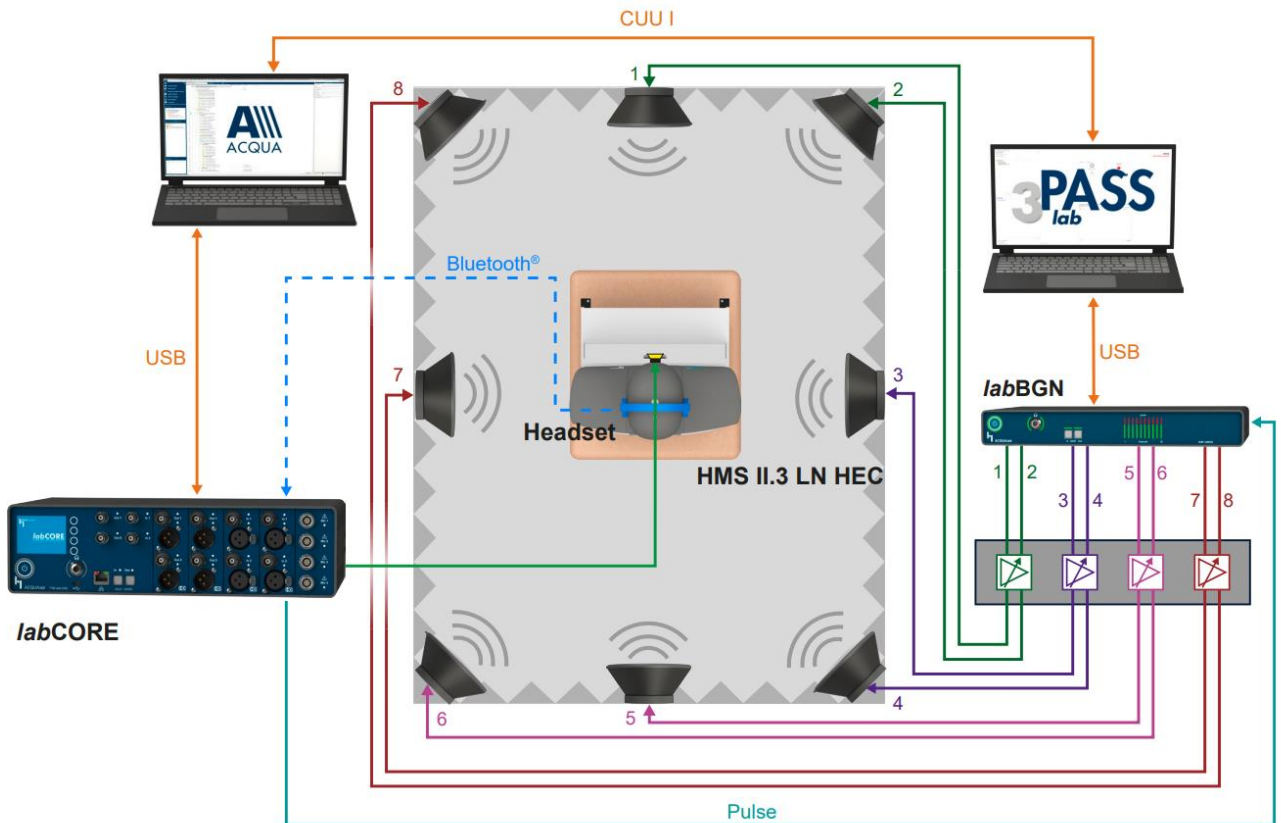 CUU I
8
1
2
ACQUA
3PASS
lab
Bluetooth®
USB
USB
7
3
labBGN
Headset
HMS II.3 LN HEC
1
2
3
4
5
6
7
8
labCORE
labCORE
6
5
4
Pulse